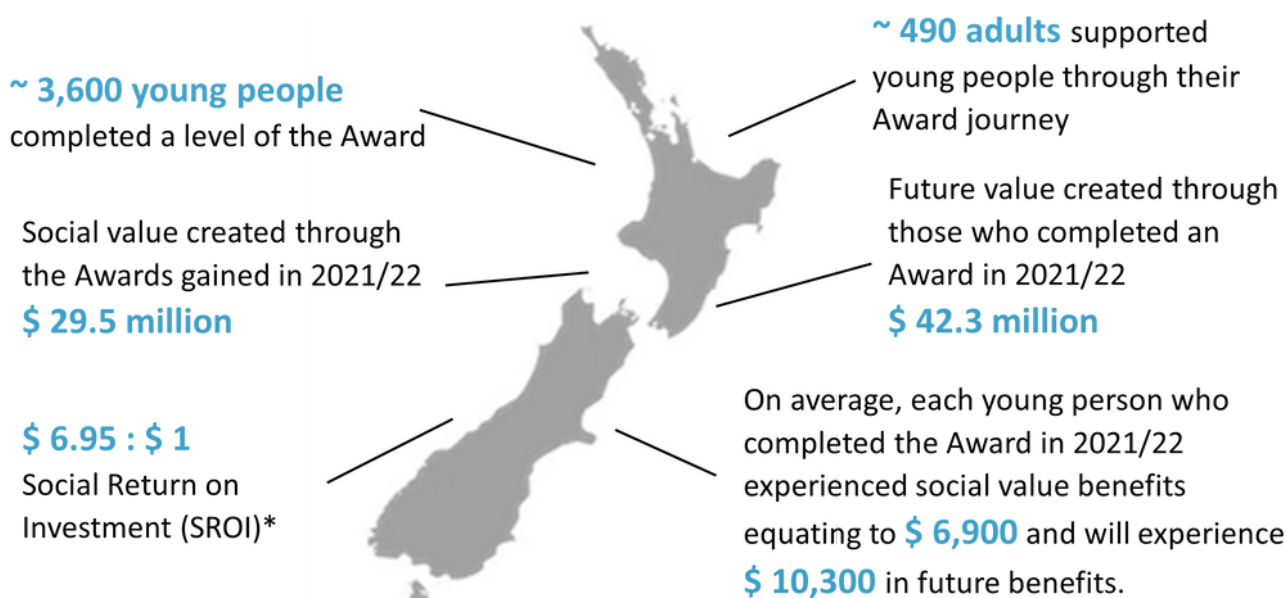 ~ 3,600 young people
completed a level of the Award
~ 490 adults supported
young people through their
Award journey
Social value created through
the Awards gained in 2021/22
$ 29.5 million
Future value created through
those who completed an
Award in 2021/22
$ 42.3 million
$ 6.95 : $ 1
Social Return on
Investment (SROI)*
On average, each young person who
completed the Award in 2021/22
experienced social value benefits
equating to $ 6,900 and will experience
$ 10,300 in future benefits.